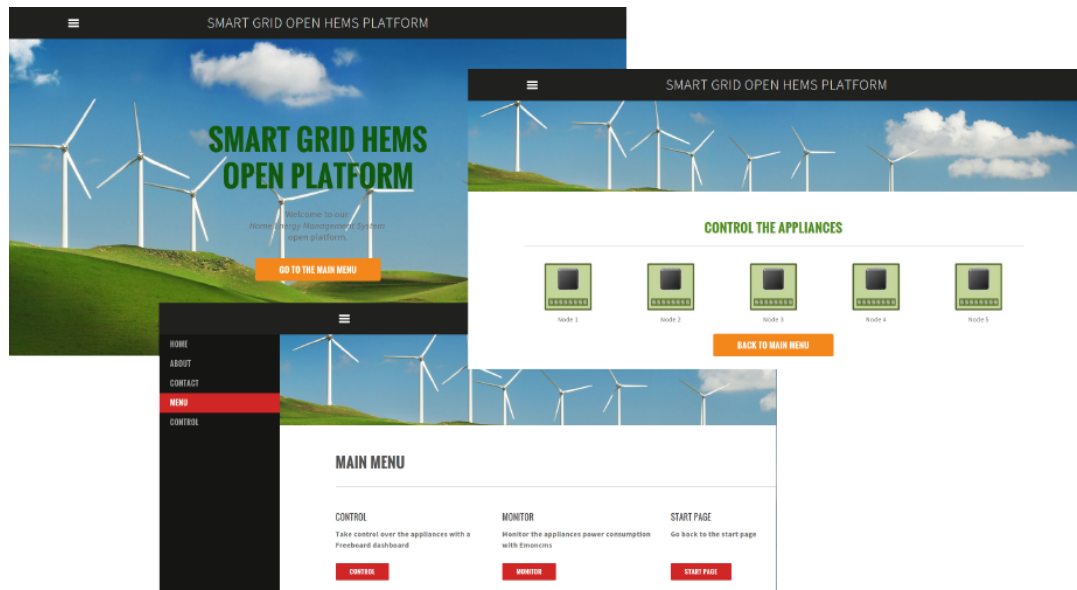 SMART GRID OPEN HEMS PLATFORM
SMART GRID HEMS
OPEN PLATFORM
Welcome to our
Home Energy Management System
open platform.
GO TO THE MAIN MENU
SMART GRID OPEN HEMS PLATFORM
CONTROL THE APPLIANCES
Node 1
Node 2
Node 3
Node 4
Node 5
BACK TO MAIN MENU
HOME
ABOUT
CONTACT
MENU
CONTROL
MAIN MENU
CONTROL
Take control over the appliances with a
Freeboard dashboard
CONTROL
MONITOR
Monitor the appliances power consumption
with Emoncms
MONITOR
START PAGE
Go back to the start page
START PAGE